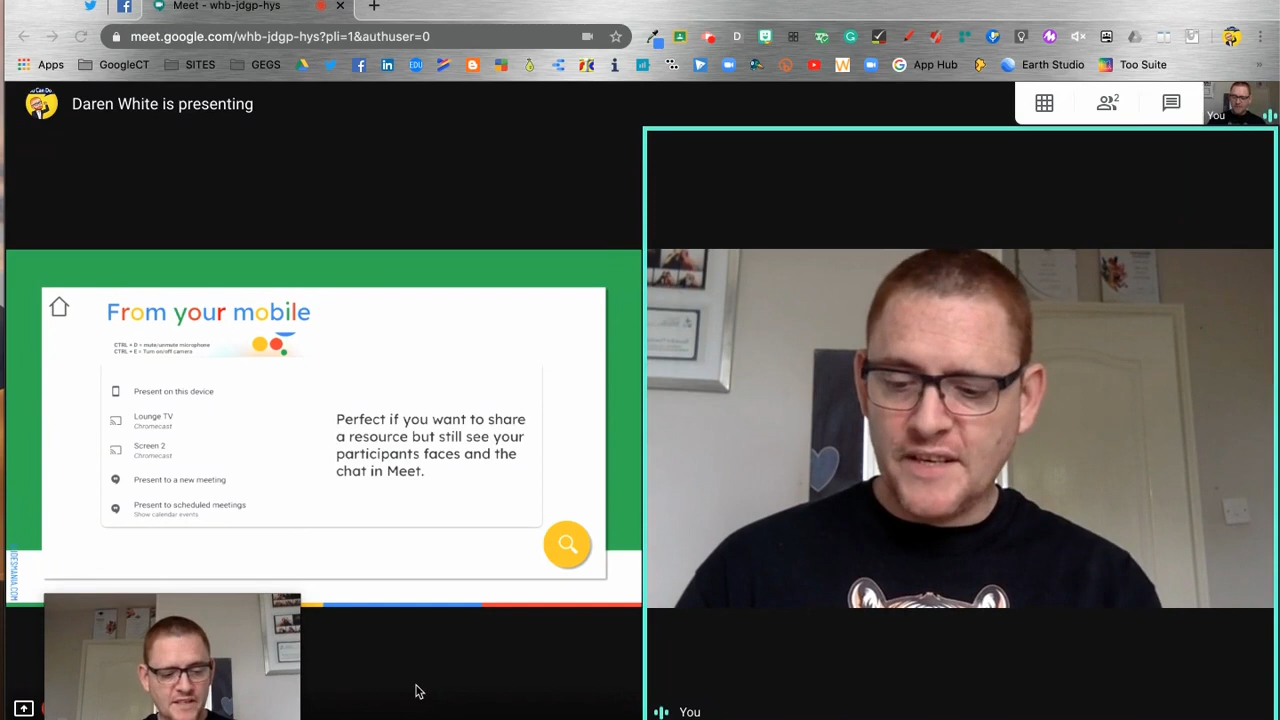 Meet - whb-jdgp-hys
meet.google.com/whb-jdgp-hys?pli=1&authuser=0
Apps
GoogleCT
SITES
GEGS
App Hub
Earth Studio
Too Suite
Daren White is presenting
2
You
From your mobile
CTRL + D = mute/unmute microphone
CTRL + E = Turn on/off camera
Present on this device
Lounge TV
Chromecast
Screen 2
Chromecast
Present to a new meeting
Present to scheduled meetings
Show calendar events
Perfect if you want to share
a resource but still see your
participants faces and the
chat in Meet.
You